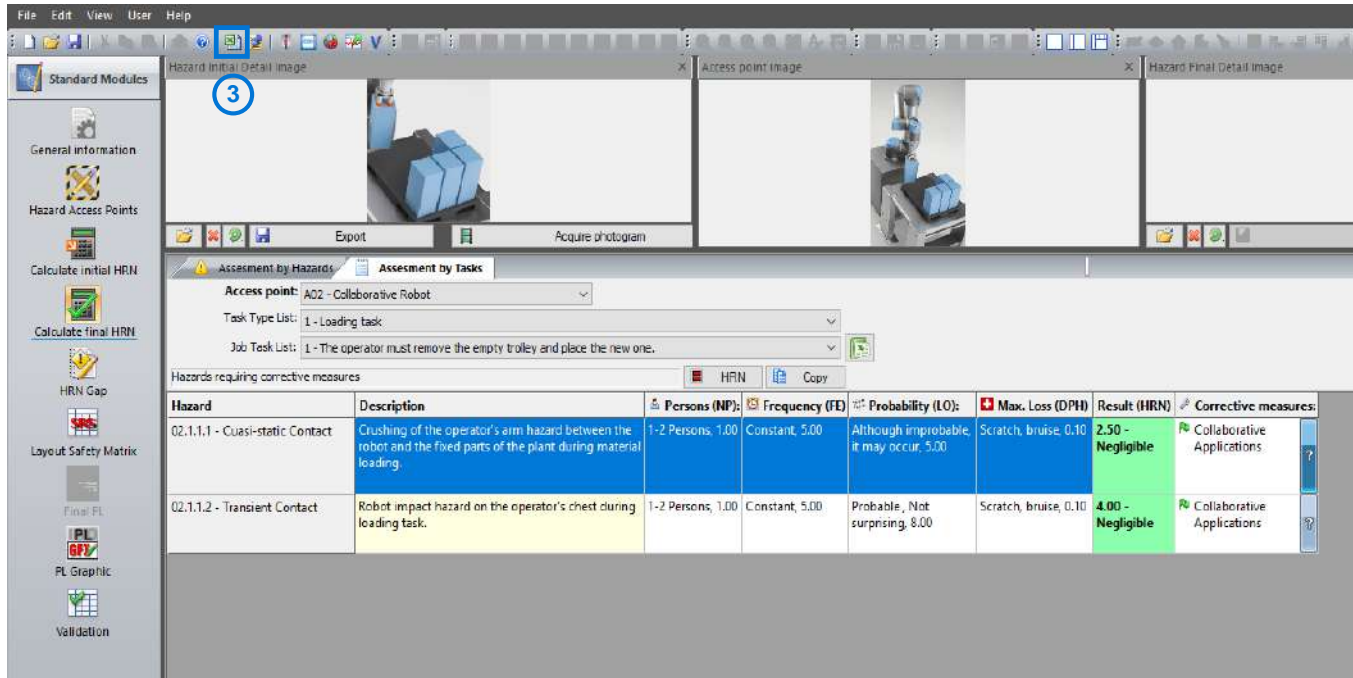 File Edit View User Help
3
Standard Modules
General information
Hazard Access Points
Calculate initial HRN
Calculate final HRN
HRN Gap
SRS
Layout Safety Matrix
Final PL
PL
GFX
PL Graphic
Validation
Hazard Initial Detail Image
Access point Image
Hazard Final Detail Image
Export
Acquire photogram
Assesment by Hazards
Assesment by Tasks
Access point: A02 - Collaborative Robot
Task Type List: 1 - Loading task
Job Task List: 1 - The operator must remove the empty trolley and place the new one.
Hazards requiring corrective measures HRN Copy
Hazard Description Persons (NP): Frequency (FE) Probability (LO): Max. Loss (DPH) Result (HRN) Corrective measures:
02.1.1.1 - Cuasi-static Contact Crushing of the operator's arm hazard between the 1-2 Persons, 1.00 Constant, 5.00 Although improbable, Scratch, bruise, 0.10 2.50 - Collaborative
robot and the fixed parts of the plant during material it may occur, 5.00 Negligible Applications
loading.
?
02.1.1.2 - Transient Contact Robot impact hazard on the operator's chest during 1-2 Persons, 1.00 Constant, 5.00 Probable , Not Scratch, bruise, 0.10 4.00 - Collaborative
loading task. surprising, 8.00 Negligible Applications
?